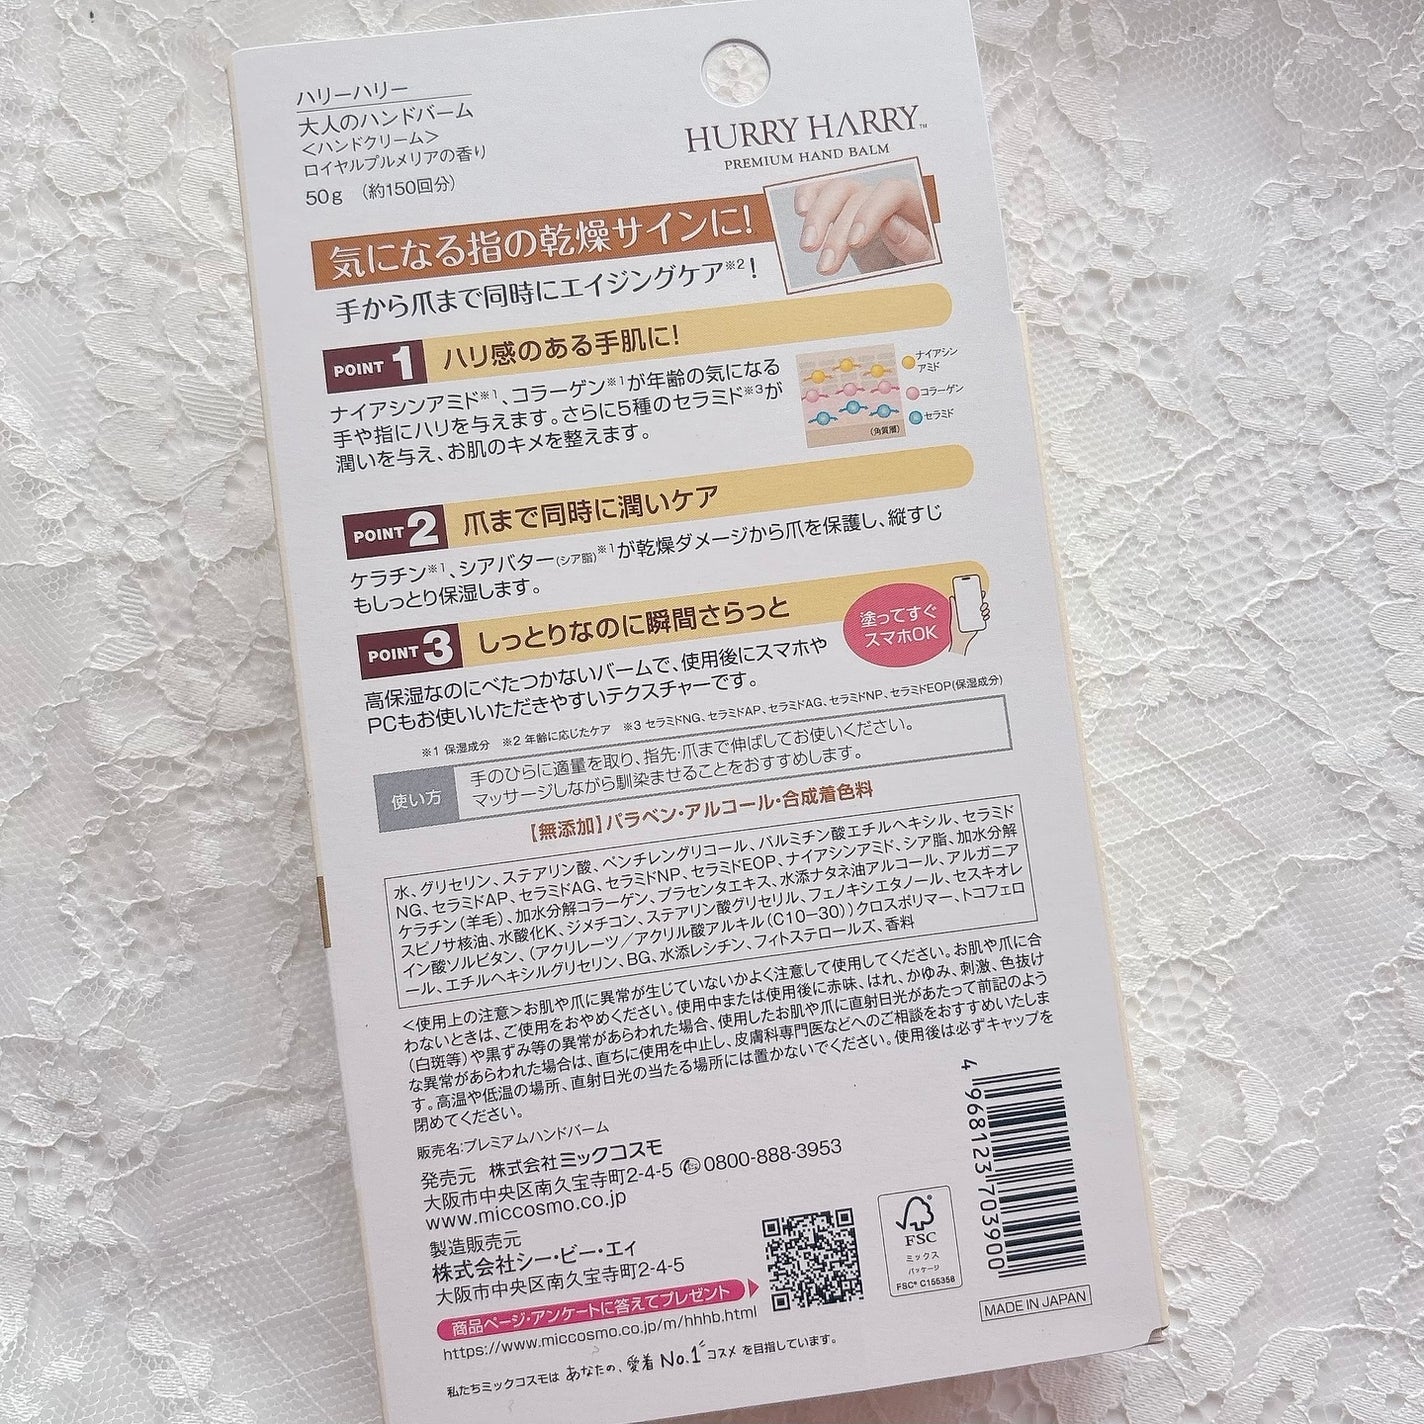 ハリーハリー
大人のハンドバーム
<ハンドクリーム>
ロイヤルプルメリアの香り
50g (約150回分)
HURRY HARRY™
PREMIUM HAND BALM
気になる指の乾燥サインに!
手から爪まで同時にエイジングケア※2!
POINT 1 ハリ感のある手肌に!
ナイアシンアミド※1、コラーゲン※1が年齢の気になる
手や指にハリを与えます。さらに5種のセラミド※3が
潤いを与え、お肌のキメを整えます。
ナイアシン
アミド
コラーゲン
セラミド
(角質層)
POINT 2 爪まで同時に潤いケア
ケラチン※1、シアバター(シア脂)※1が乾燥ダメージから爪を保護し、縦すじ
もしっとり保湿します。
POINT 3 しっとりなのに瞬間さらっと
塗ってすぐ
スマホOK
高保湿なのにべたつかないバームで、使用後にスマホや
PCもお使いいただきやすいテクスチャーです。
※1 保湿成分 ※2 年齢に応じたケア ※3 セラミドNG、セラミドAP、セラミドAG、セラミドNP、セラミドEOP(保湿成分)
使い方
手のひらに適量を取り、指先・爪まで伸ばしてお使いください。
マッサージしながら馴染ませることをおすすめします。
【無添加】パラベン・アルコール・合成着色料
水、グリセリン、ステアリン酸、ペンチレングリコール、パルミチン酸エチルヘキシル、セラミド
NG、セラミドAP、セラミドAG、セラミドNP、セラミドEOP、ナイアシンアミド、シア脂、加水分解
ケラチン(羊毛)、加水分解コラーゲン、プラセンタエキス、水添ナタネ油アルコール、アルガニア
スピノサ核油、水酸化K、ジメチコン、ステアリン酸グリセリル、フェノキシエタノール、セスキオレ
イン酸ソルビタン、(アクリレーツ/アクリル酸アルキル(C10-30))クロスポリマー、トコフェロ
ール、エチルヘキシルグリセリン、BG、水添レシチン、フィトステロールズ、香料
<使用上の注意>お肌や爪に異常が生じていないかよく注意して使用してください。お肌や爪に合
わないときは、ご使用をおやめください。使用中または使用後に赤味、はれ、かゆみ、刺激、色抜け
(白斑等)や黒ずみ等の異常があらわれた場合、使用したお肌や爪に直射日光があたって前記のよう
な異常があらわれた場合は、直ちに使用を中止し、皮膚科専門医などへのご相談をおすすめいたしま
す。高温や低温の場所、直射日光の当たる場所には置かないでください。使用後は必ずキャップを
閉めてください。
販売名:プレミアムハンドバーム
発売元 株式会社ミックコスモ
大阪市中央区南久宝寺町2-4-5 0800-888-3953
www.miccosmo.co.jp
製造販売元
株式会社シー・ビー・エィ
大阪市中央区南久宝寺町2-4-5
商品ページ・アンケートに答えてプレゼント
https://www.miccosmo.co.jp/m/hhhb.html
私たちミックコスモは あなたの、愛着No.1コスメ を目指しています。
FSC
ミックス
パッケージ
FSC® C155358
4 968123 703900
MADE IN JAPAN